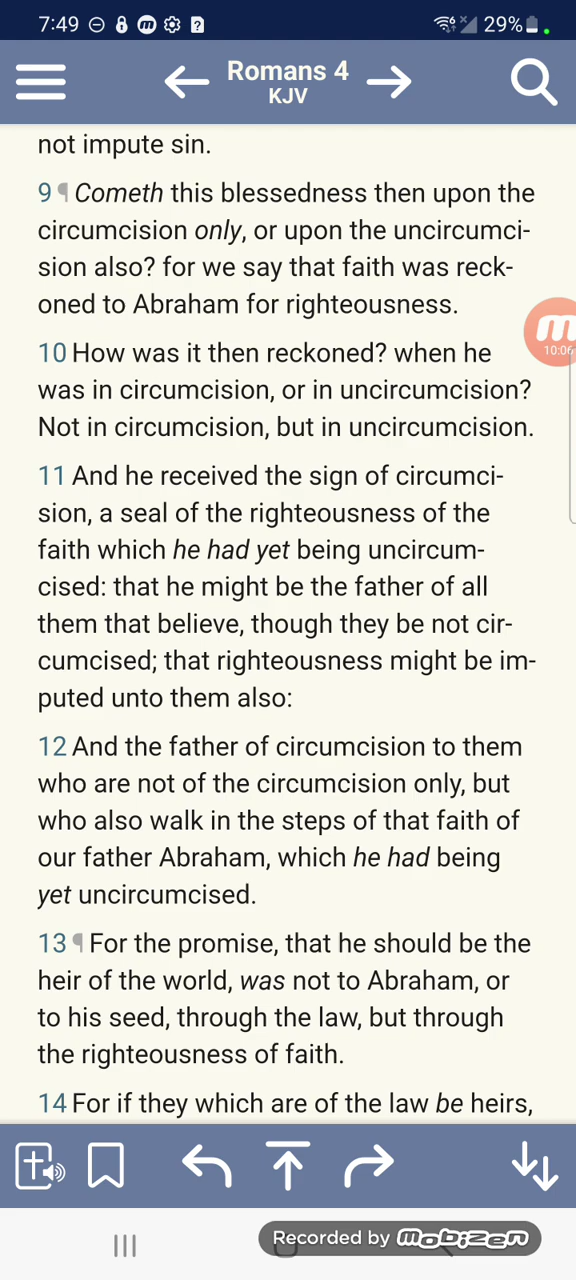 7:49
29%
Romans 4
KJV
not impute sin.
9 ¶ Cometh this blessedness then upon the
circumcision only, or upon the uncircumci-
sion also? for we say that faith was reck-
oned to Abraham for righteousness.
10:06
10 How was it then reckoned? when he
was in circumcision, or in uncircumcision?
Not in circumcision, but in uncircumcision.
11 And he received the sign of circumci-
sion, a seal of the righteousness of the
faith which he had yet being uncircum-
cised: that he might be the father of all
them that believe, though they be not cir-
cumcised; that righteousness might be im-
puted unto them also:
12 And the father of circumcision to them
who are not of the circumcision only, but
who also walk in the steps of that faith of
our father Abraham, which he had being
yet uncircumcised.
13 ¶ For the promise, that he should be the
heir of the world, was not to Abraham, or
to his seed, through the law, but through
the righteousness of faith.
14 For if they which are of the law be heirs,
Recorded by mobizen